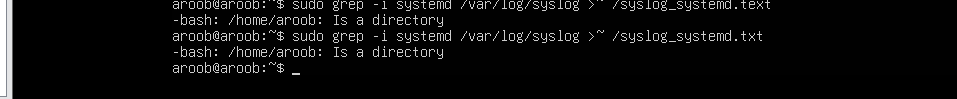 aroob@aroob:~$ sudo grep -i systemd /var/log/syslog >~ /syslog_systemd.text
-bash: /home/aroob: Is a directory
aroob@aroob:~$ sudo grep -i systemd /var/log/syslog >~ /syslog_systemd.txt
-bash: /home/aroob: Is a directory
aroob@aroob:~$ _